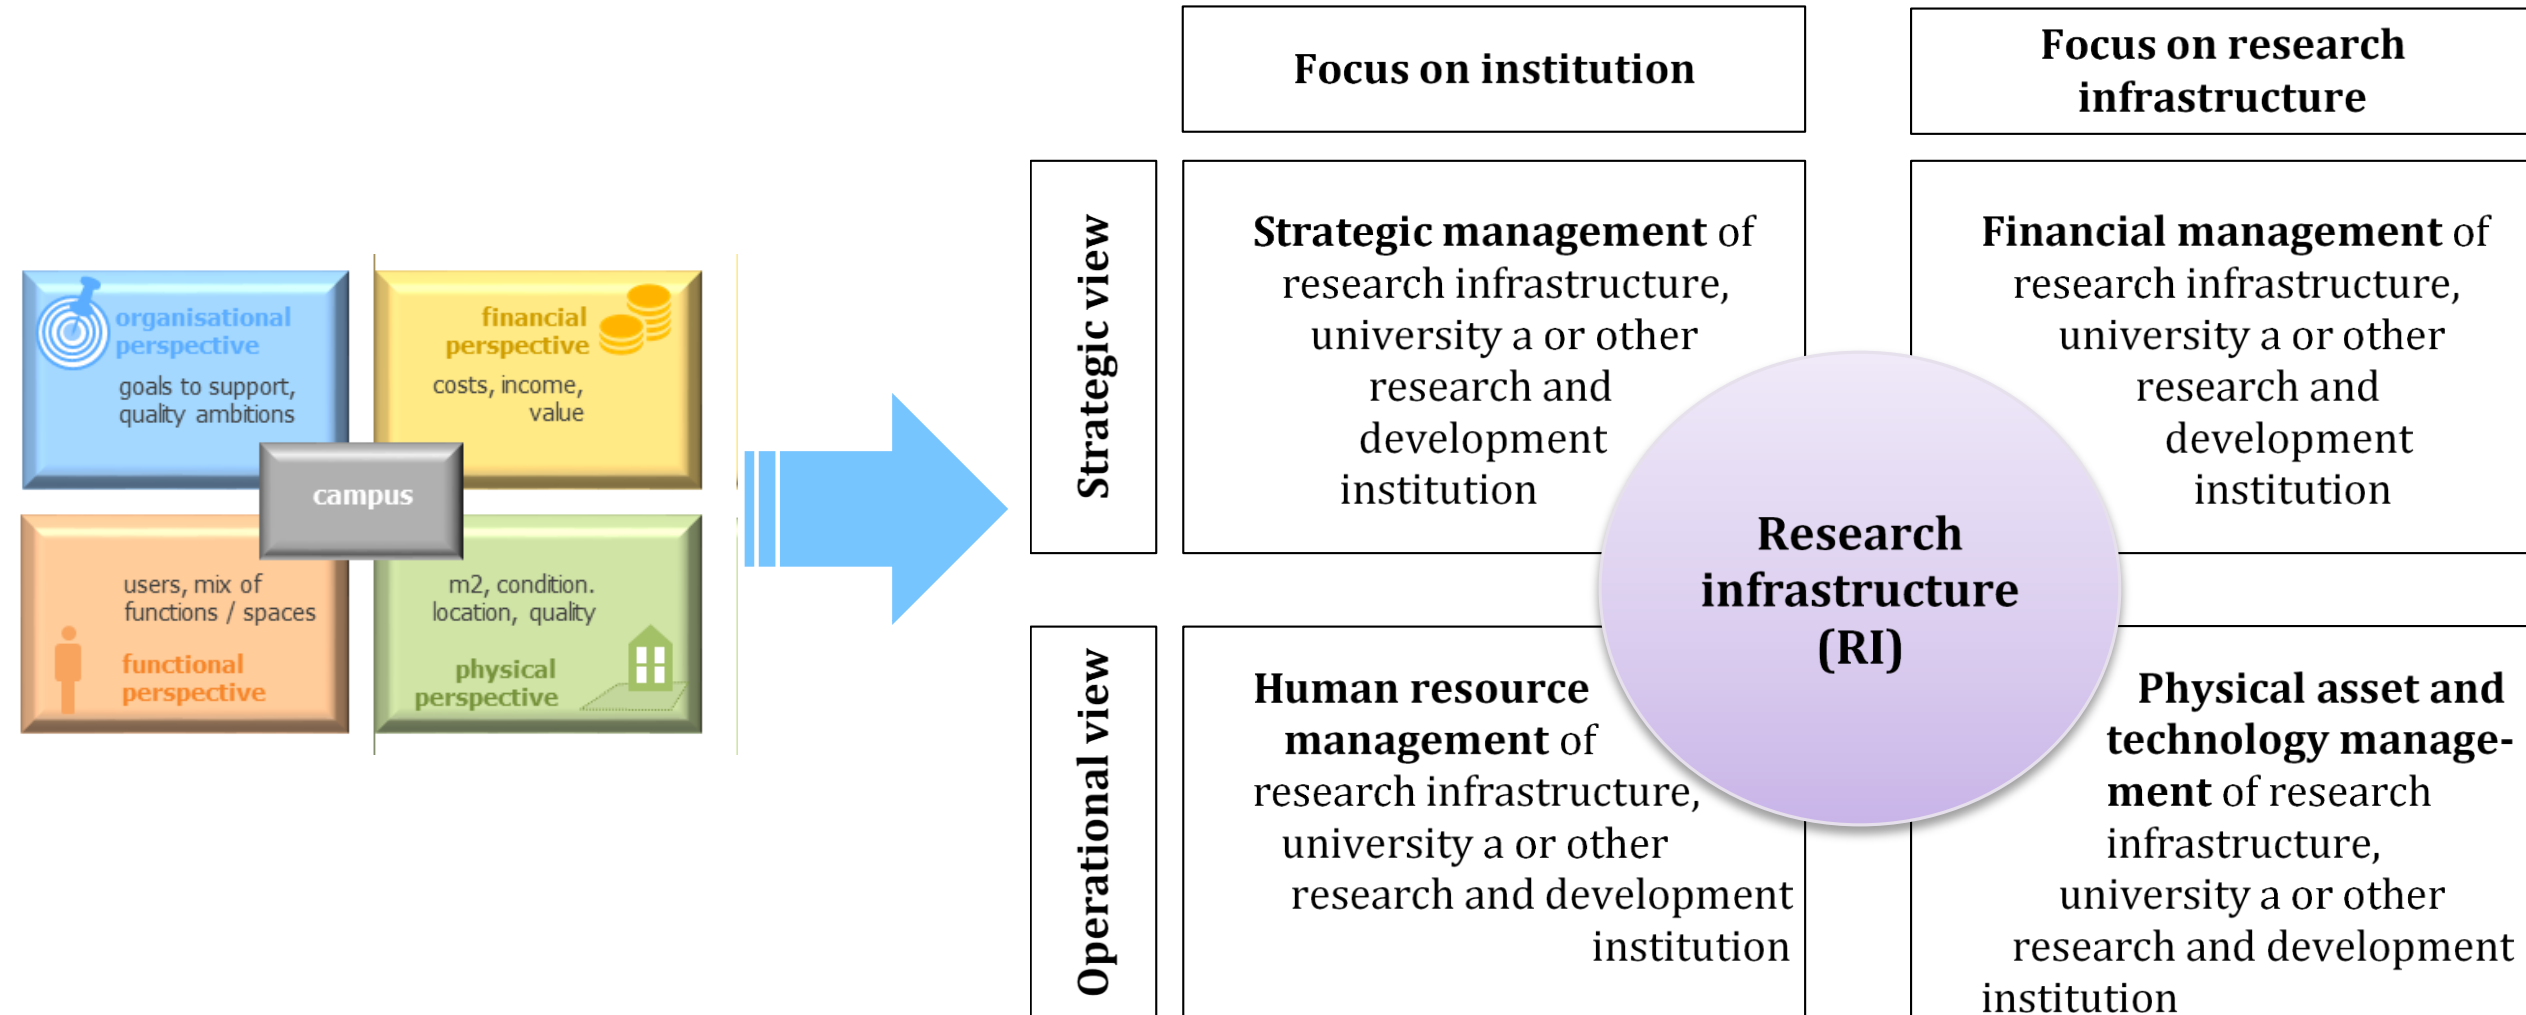 organisational
perspective
goals to support,
quality ambitions
financial
perspective
costs, income,
value
campus
users, mix of
functions / spaces
functional
perspective
m2, condition.
location, quality
physical
perspective
Focus on institution
Focus on research
infrastructure
Strategic view
Strategic management of
research infrastructure,
university a or other
research and
development
institution
Financial management of
research infrastructure,
university a or other
research and
development
institution
Research
infrastructure
(RI)
Operational view
Human resource
management of
research infrastructure,
university a or other
research and development
institution
Physical asset and
technology manage-
ment of research
infrastructure,
university a or other
research and development
institution